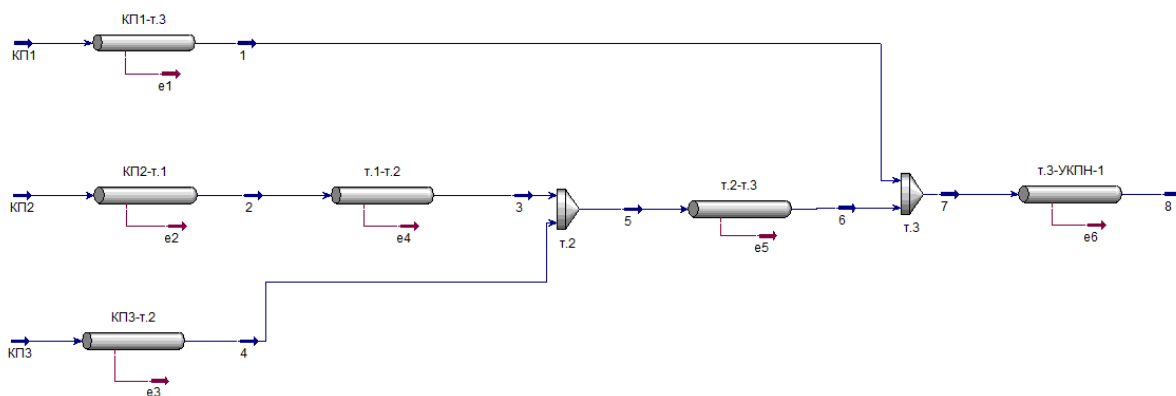 КП1-т.3
КП1
1
e1
КП2-т.1
т.1-т.2
т.3-УКПН-1
КП2
2
3
5
т.2-т.3
6
7
8
e2
e4
т.2
e5
т.3
e6
КП3-т.2
КП3
4
e3